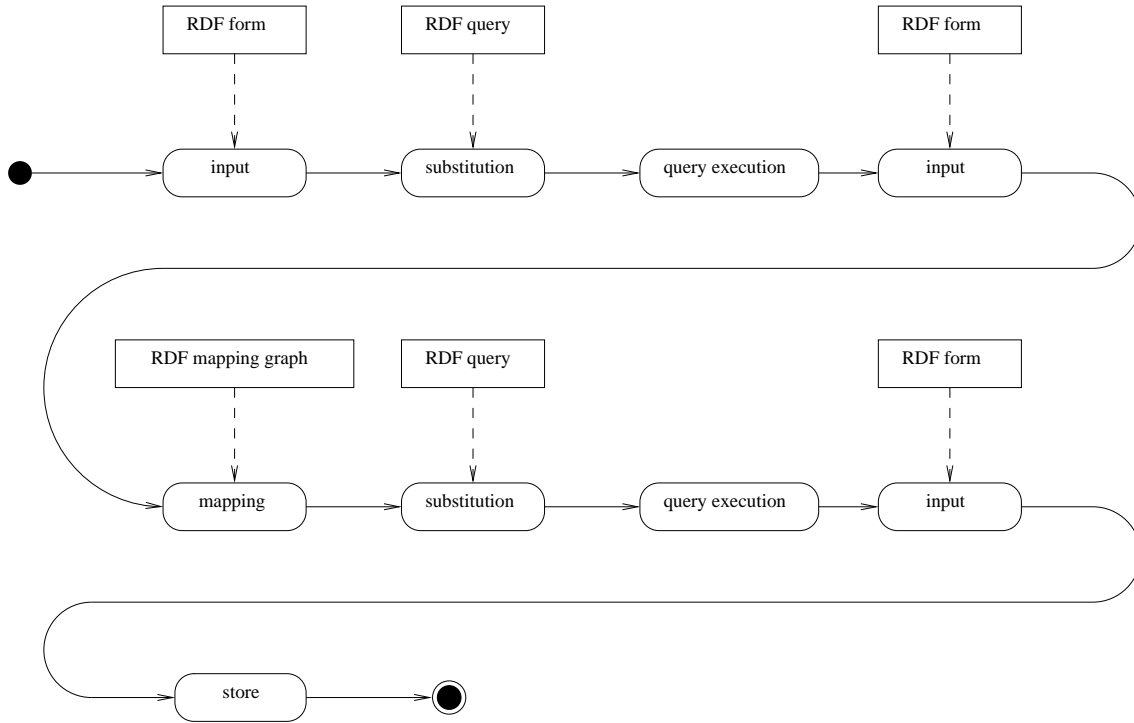 RDF form
RDF query
RDF form
input
substitution
query execution
input
RDF mapping graph
RDF query
RDF form
mapping
substitution
query execution
input
store